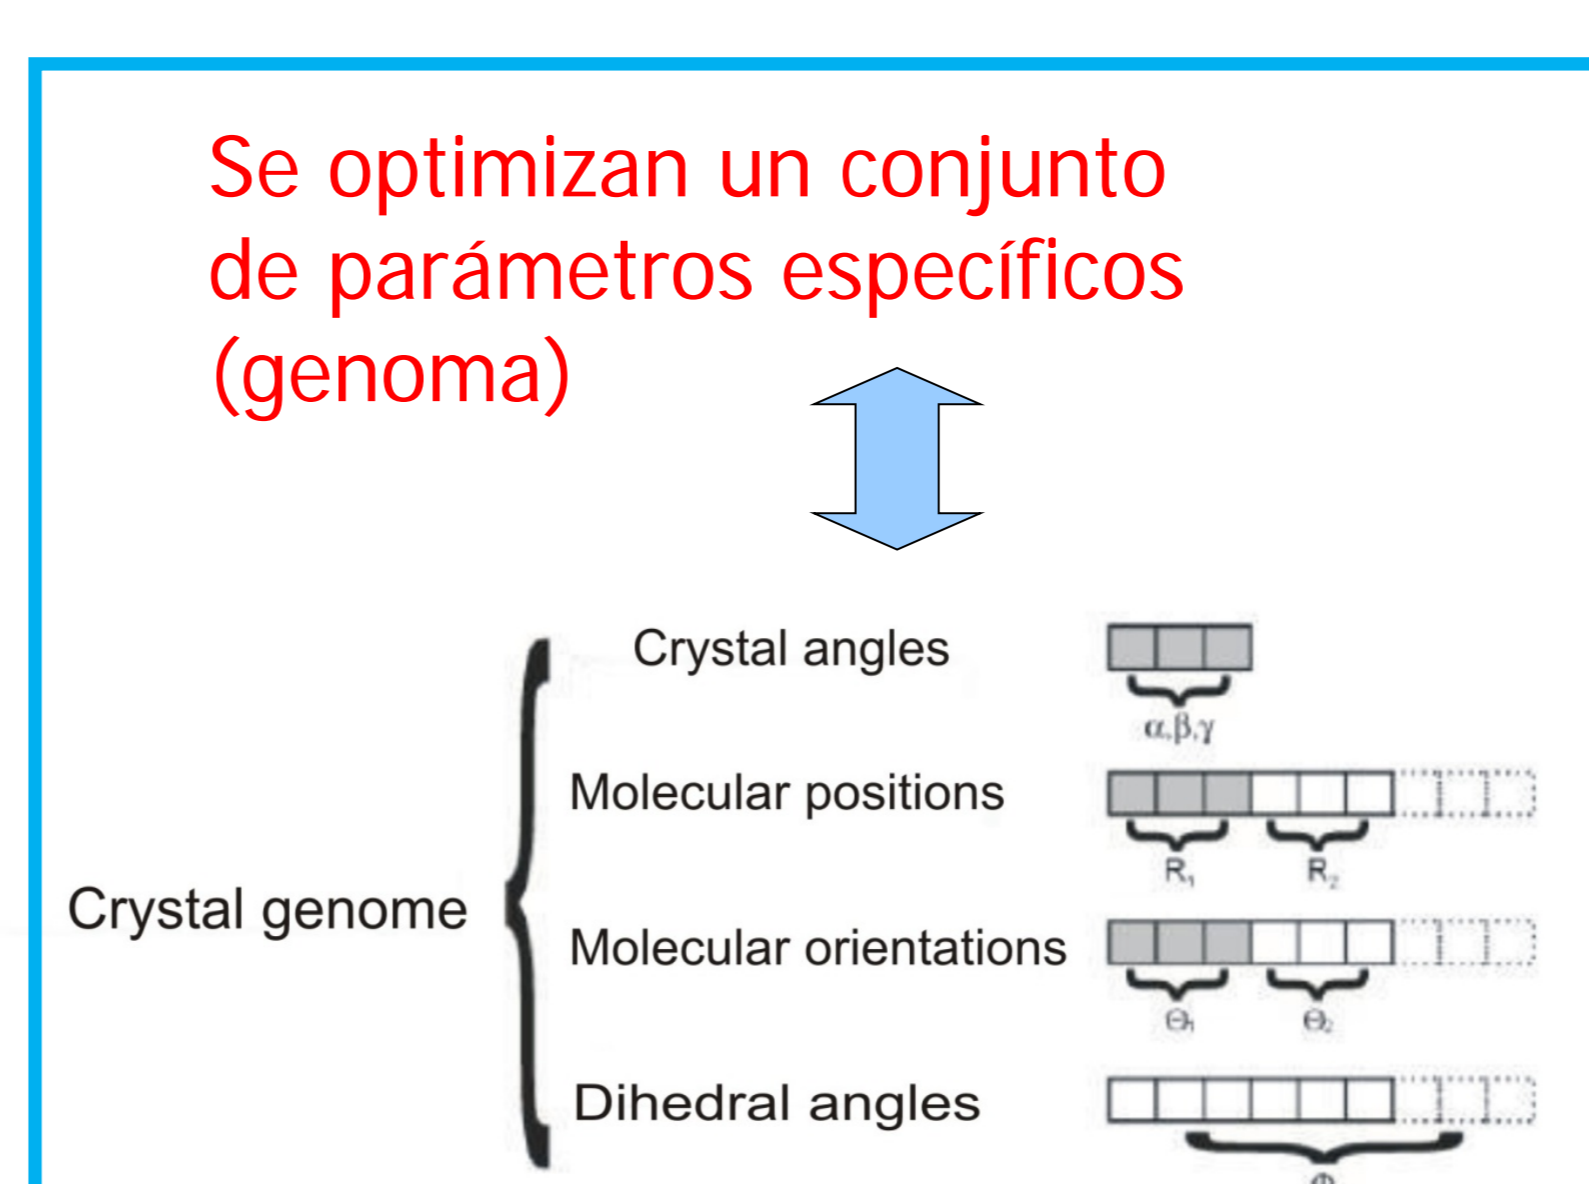 Se optimizan un conjunto
de parámetros específicos
(genoma)
Crystal genome
Crystal angles
α,β,γ
Molecular positions
R₁ R₂
Molecular orientations
Θ₁ Θ₂
Dihedral angles